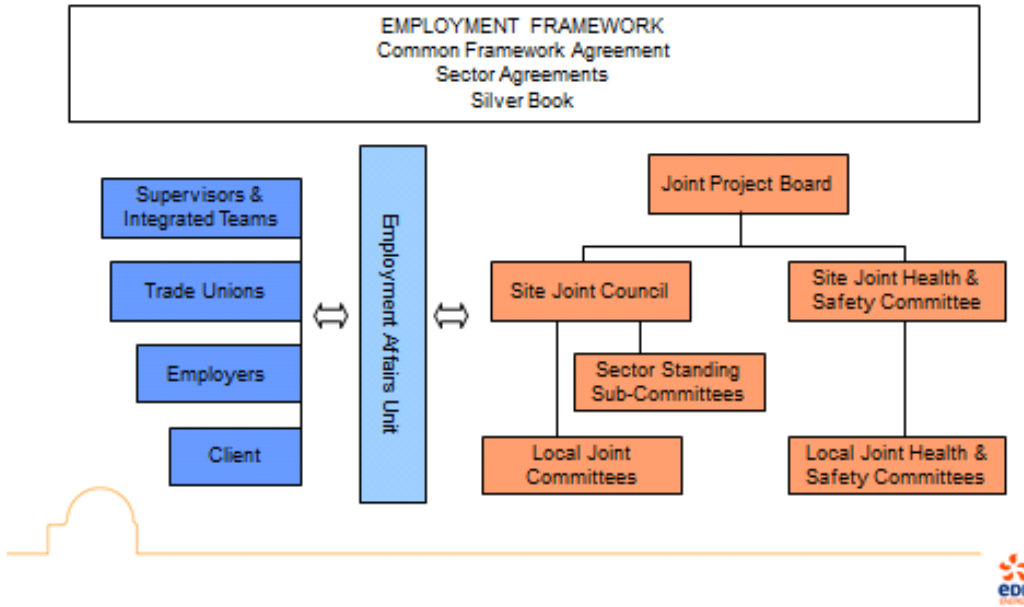 EMPLOYMENT FRAMEWORK
Common Framework Agreement
Sector Agreements
Silver Book
Supervisors &
Integrated Teams
Trade Unions
Employers
Client
Employment Affairs Unit
Joint Project Board
Site Joint Council
Site Joint Health &
Safety Committee
Sector Standing
Sub-Committees
Local Joint
Committees
Local Joint Health &
Safety Committees